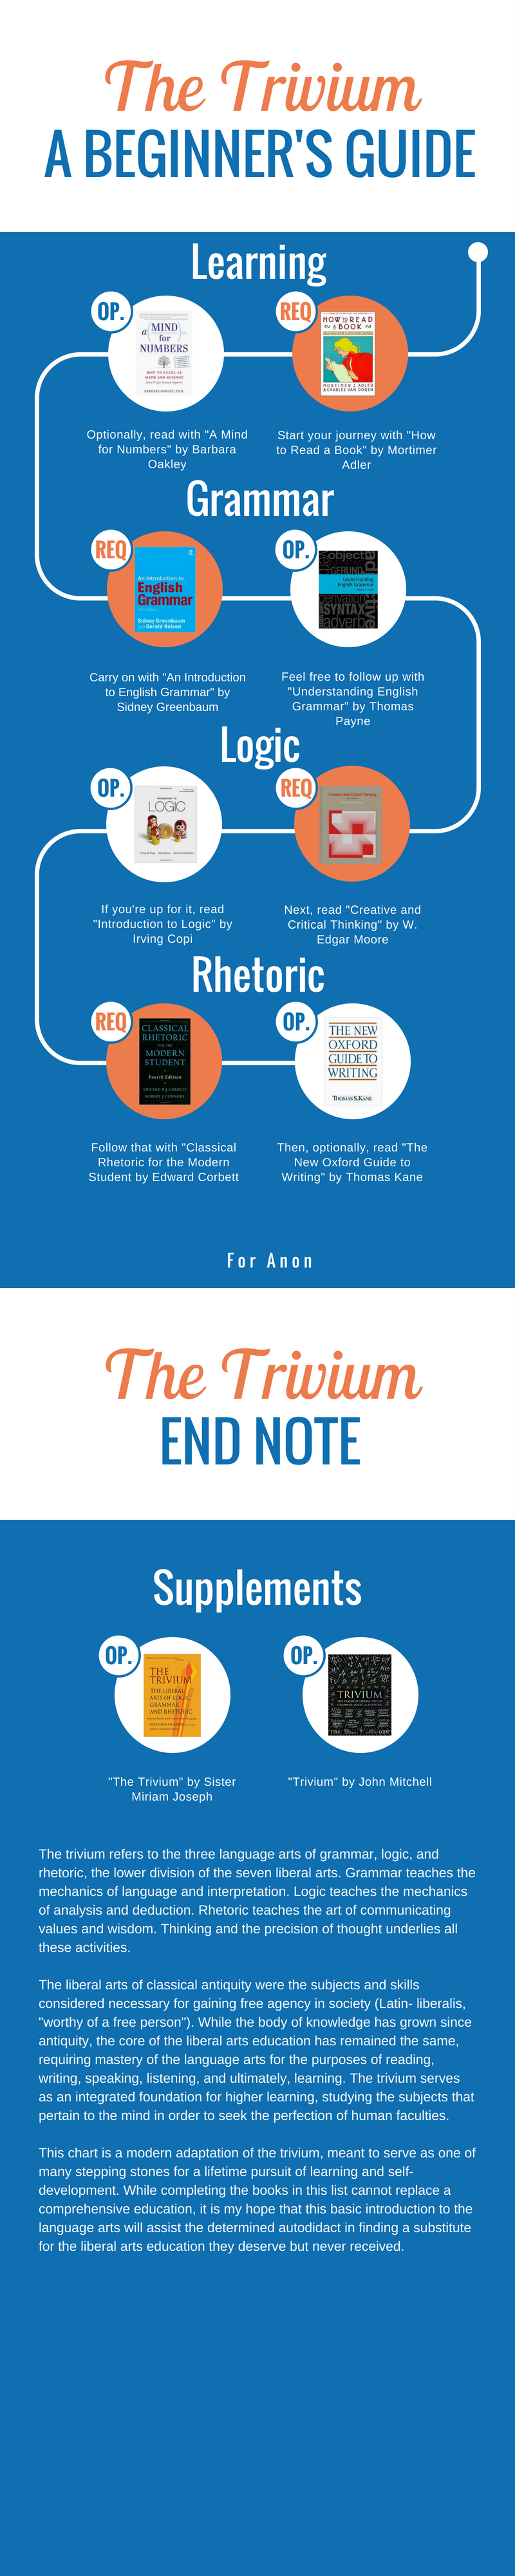 The Trivium
A BEGINNER'S GUIDE
Learning
OP.
a MIND
for
NUMBERS
HOW TO EXCEL AT
MATH AND SCIENCE
BARBARA OAKLEY, PH.D.
REQ
HOW TO READ
A BOOK
MORTIMER J. ADLER
& CHARLES VAN DOREN
Optionally, read with "A Mind
for Numbers" by Barbara
Oakley
Start your journey with "How
to Read a Book" by Mortimer
Adler
Grammar
REQ
An Introduction to
English
Grammar
Sidney Greenbaum
and Gerald Nelson
OP.
object
GERUND
Understanding
English Grammar
derivation
SYNTAX
adverb
adjective
Carry on with "An Introduction
to English Grammar" by
Sidney Greenbaum
Feel free to follow up with
"Understanding English
Grammar" by Thomas
Payne
Logic
OP.
INTRODUCTION TO
LOGIC
REQ
Creative and Critical Thinking
If you're up for it, read
"Introduction to Logic" by
Irving Copi
Next, read "Creative and
Critical Thinking" by W.
Edgar Moore
Rhetoric
REQ
CLASSICAL
RHETORIC
FOR THE
MODERN
STUDENT
Fourth Edition
EDWARD P.J. CORBETT
ROBERT J. CONNORS
OP.
THE NEW
OXFORD
GUIDE TO
WRITING
THOMAS S. KANE
Follow that with "Classical
Rhetoric for the Modern
Student by Edward Corbett
Then, optionally, read "The
New Oxford Guide to
Writing" by Thomas Kane
For Anon
The Trivium
END NOTE
Supplements
OP.
THE
TRIVIUM
THE LIBERAL
ARTS OF LOGIC,
GRAMMAR,
AND RHETORIC
OP.
TRIVIUM
"The Trivium" by Sister
Miriam Joseph
"Trivium" by John Mitchell
The trivium refers to the three language arts of grammar, logic, and
rhetoric, the lower division of the seven liberal arts. Grammar teaches the
mechanics of language and interpretation. Logic teaches the mechanics
of analysis and deduction. Rhetoric teaches the art of communicating
values and wisdom. Thinking and the precision of thought underlies all
these activities.
The liberal arts of classical antiquity were the subjects and skills
considered necessary for gaining free agency in society (Latin- liberalis,
"worthy of a free person"). While the body of knowledge has grown since
antiquity, the core of the liberal arts education has remained the same,
requiring mastery of the language arts for the purposes of reading,
writing, speaking, listening, and ultimately, learning. The trivium serves
as an integrated foundation for higher learning, studying the subjects that
pertain to the mind in order to seek the perfection of human faculties.
This chart is a modern adaptation of the trivium, meant to serve as one of
many stepping stones for a lifetime pursuit of learning and self-
development. While completing the books in this list cannot replace a
comprehensive education, it is my hope that this basic introduction to the
language arts will assist the determined autodidact in finding a substitute
for the liberal arts education they deserve but never received.